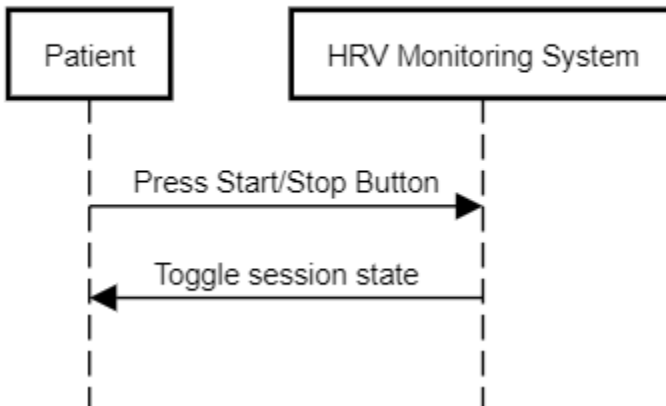 Patient
HRV Monitoring System
Press Start/Stop Button
Toggle session state